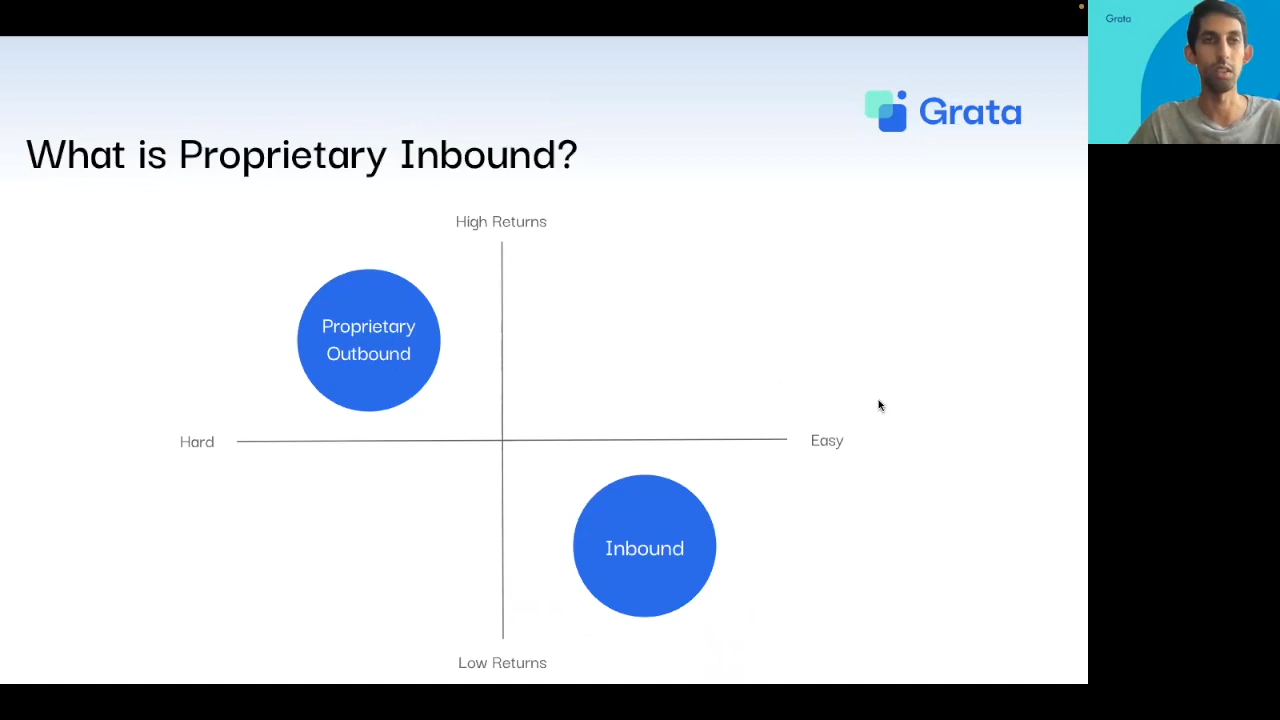 Grata
Grata
What is Proprietary Inbound?
High Returns
Proprietary
Outbound
Hard
Easy
Inbound
Low Returns